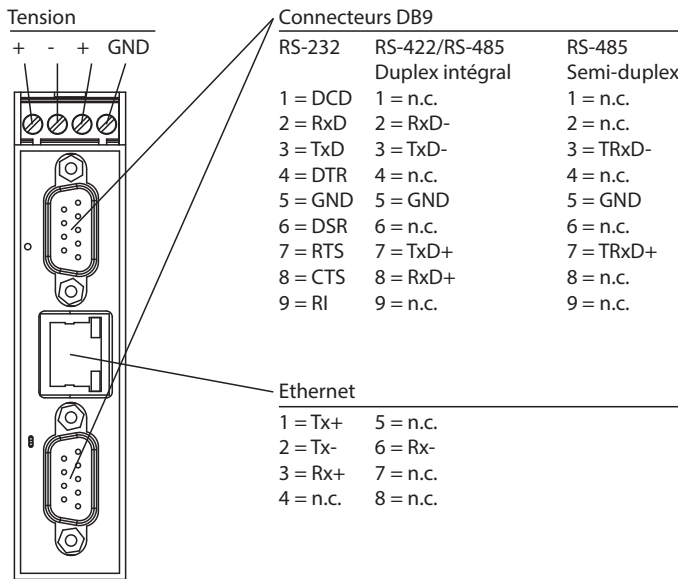 Tension
+ - + GND
Connecteurs DB9
RS-232 RS-422/RS-485 RS-485
Duplex intégral Semi-duplex
1 = DCD 1 = n.c. 1 = n.c.
2 = RxD 2 = RxD- 2 = n.c.
3 = TxD 3 = TxD- 3 = TRxD-
4 = DTR 4 = n.c. 4 = n.c.
5 = GND 5 = GND 5 = GND
6 = DSR 6 = n.c. 6 = n.c.
7 = RTS 7 = TxD+ 7 = TRxD+
8 = CTS 8 = RxD+ 8 = n.c.
9 = RI 9 = n.c. 9 = n.c.
Ethernet
1 = Tx+ 5 = n.c.
2 = Tx- 6 = Rx-
3 = Rx+ 7 = n.c.
4 = n.c. 8 = n.c.